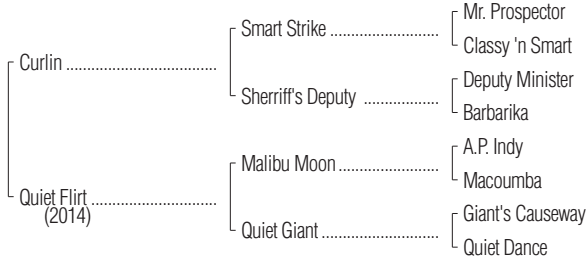 Mr. Prospector
Smart Strike
Classy 'n Smart
Curlin
Deputy Minister
Sherriff's Deputy
Barbarika
A.P. Indy
Malibu Moon
Macoumba
Quiet Flirt
(2014)
Giant's Causeway
Quiet Giant
Quiet Dance